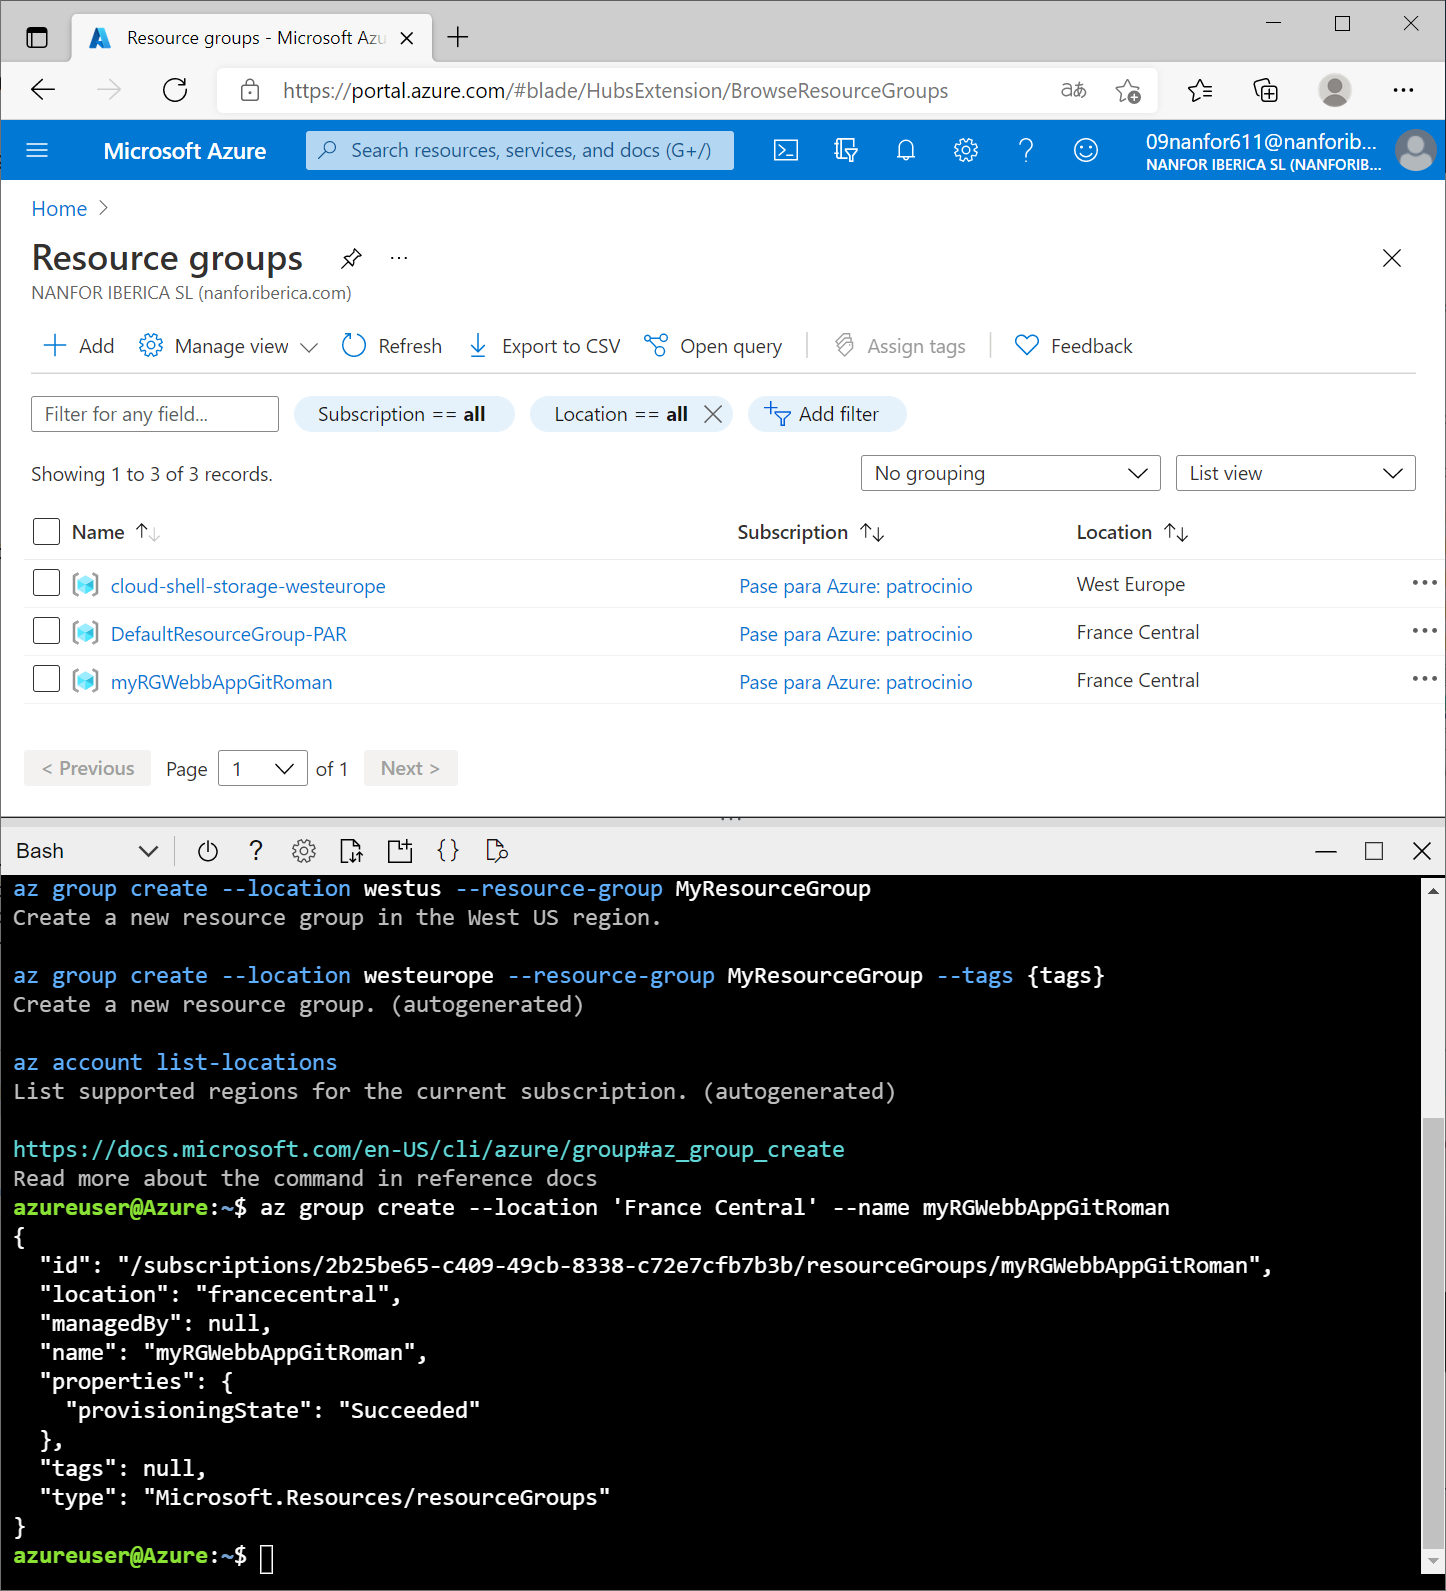 Resource groups - Microsoft Azu
https://portal.azure.com/#blade/HubsExtension/BrowseResourceGroups
aあ
Microsoft Azure
Search resources, services, and docs (G+/)
09nanfor611@nanforib...
NANFOR IBERICA SL (NANFORIB...
Home
Resource groups
NANFOR IBERICA SL (nanforiberica.com)
Add
Manage view
Refresh
Export to CSV
Open query
Assign tags
Feedback
Filter for any field...
Subscription == all
Location == all
Add filter
Showing 1 to 3 of 3 records.
No grouping
List view
Name
Subscription
Location
cloud-shell-storage-westeurope
Pase para Azure: patrocinio
West Europe
DefaultResourceGroup-PAR
Pase para Azure: patrocinio
France Central
myRGWebbAppGitRoman
Pase para Azure: patrocinio
France Central
< Previous
Page 1 of 1
Next >
Bash
az group create --location westus --resource-group MyResourceGroup
Create a new resource group in the West US region.
az group create --location westeurope --resource-group MyResourceGroup --tags {tags}
Create a new resource group. (autogenerated)
az account list-locations
List supported regions for the current subscription. (autogenerated)
https://docs.microsoft.com/en-US/cli/azure/group#az_group_create
Read more about the command in reference docs
azureuser@Azure:~$ az group create --location 'France Central' --name myRGWebbAppGitRoman
{
"id": "/subscriptions/2b25be65-c409-49cb-8338-c72e7cfb7b3b/resourceGroups/myRGWebbAppGitRoman",
"location": "francecentral",
"managedBy": null,
"name": "myRGWebbAppGitRoman",
"properties": {
"provisioningState": "Succeeded"
},
"tags": null,
"type": "Microsoft.Resources/resourceGroups"
}
azureuser@Azure:~$